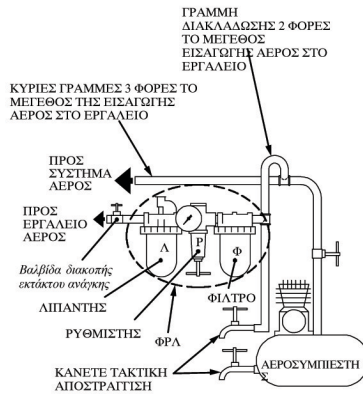 ΓΡΑΜΜΗ
ΔΙΑΚΛΑΔΩΣΗΣ 2 ΦΟΡΕΣ
ΤΟ ΜΕΓΕΘΟΣ
ΕΙΣΑΓΩΓΗΣ ΑΕΡΟΣ ΣΤΟ
ΕΡΓΑΛΕΙΟ
ΚΥΡΙΕΣ ΓΡΑΜΜΕΣ 3 ΦΟΡΕΣ ΤΟ
ΜΕΓΕΘΟΣ ΤΗΣ ΕΙΣΑΓΩΓΗΣ
ΑΕΡΟΣ ΣΤΟ ΕΡΓΑΛΕΙΟ
ΠΡΟΣ
ΣΥΣΤΗΜΑ
ΑΕΡΟΣ
ΠΡΟΣ
ΕΡΓΑΛΕΙΟ
ΑΕΡΟΣ
Λ
Ρ
Φ
Βαλβίδα διακοπής
εκτάκτου ανάγκης
ΛΙΠΑΝΤΗΣ
ΦΙΛΤΡΟ
ΡΥΘΜΙΣΤΗΣ
ΦΡΛ
ΚΑΝΕΤΕ ΤΑΚΤΙΚΗ
ΑΠΟΣΤΡΑΓΓΙΣΗ
ΑΕΡΟΣΥΜΠΙΕΣΤΗ
Σ